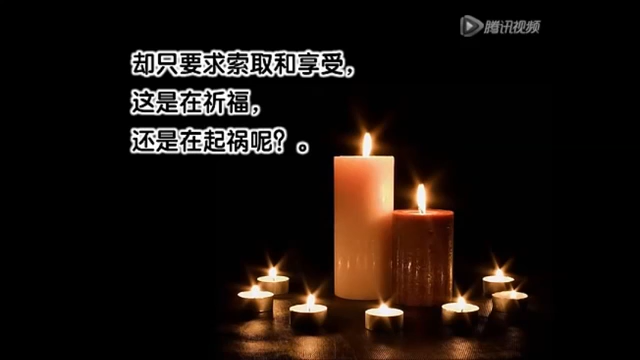 腾讯视频
却只要求索取和享受，
这是在祈福，
还是在起祸呢？。